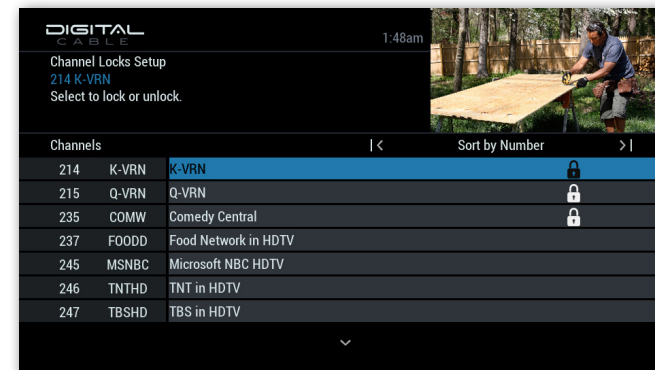 DIGITAL
CABLE
1:48am
Channel Locks Setup
214 K-VRN
Select to lock or unlock.
Channels |< Sort by Number >|
214 K-VRN K-VRN
215 Q-VRN Q-VRN
235 COMW Comedy Central
237 FOODD Food Network in HDTV
245 MSNBC Microsoft NBC HDTV
246 TNTHD TNT in HDTV
247 TBSHD TBS in HDTV